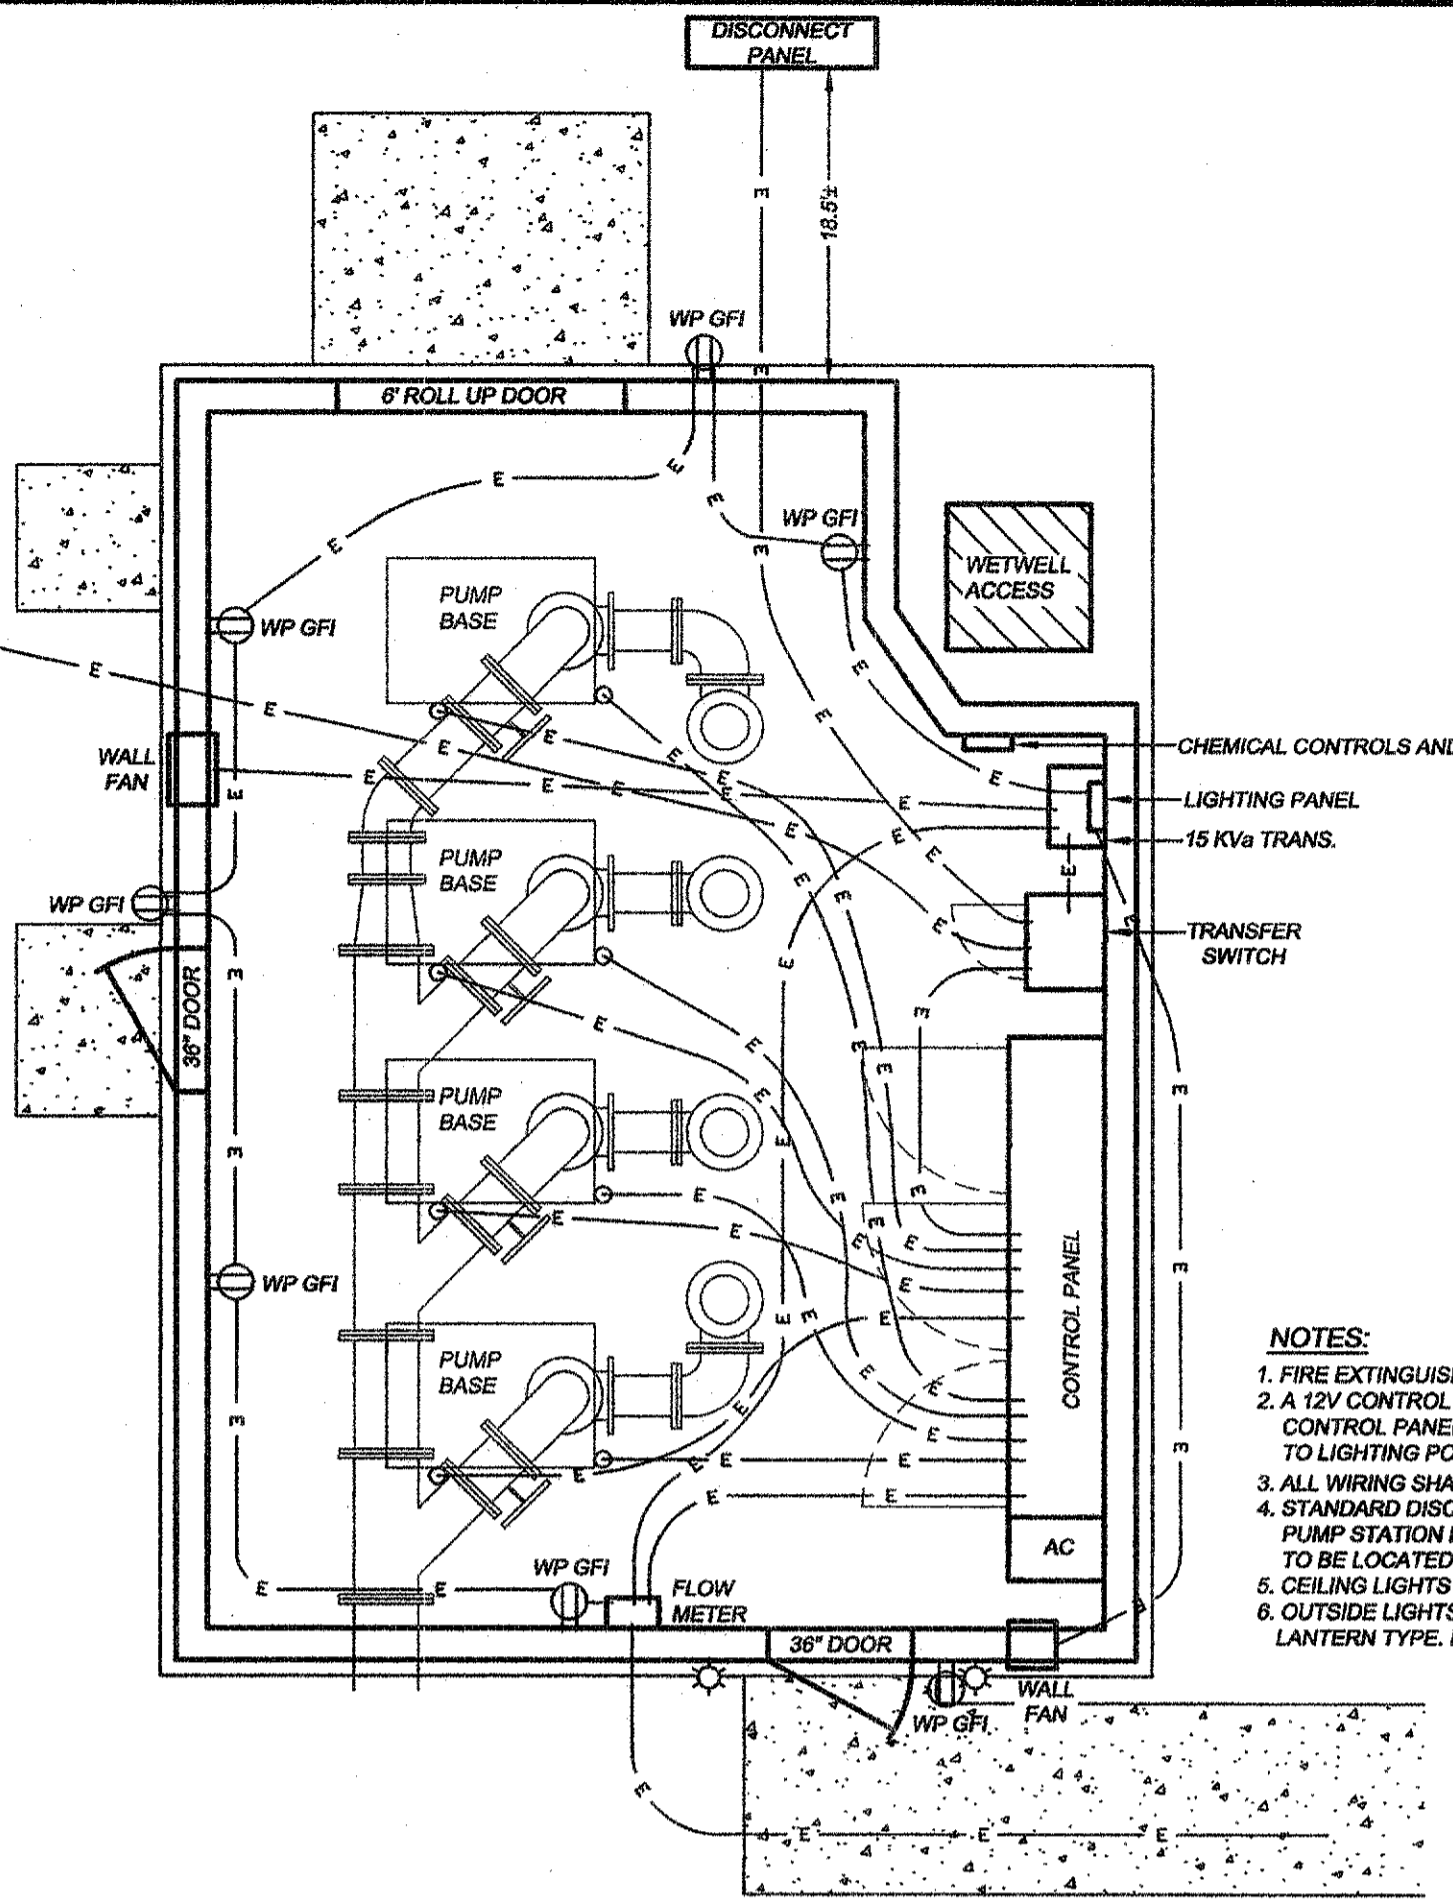 DISCONNECT
PANEL
18.5'±
WP GFI
6' ROLL UP DOOR
WP GFI
WETWELL
ACCESS
PUMP
BASE
WP GFI
WALL
FAN
CHEMICAL CONTROLS AND
LIGHTING PANEL
15 KVa TRANS.
PUMP
BASE
WP GFI
TRANSFER
SWITCH
36" DOOR
PUMP
BASE
WP GFI
CONTROL PANEL
PUMP
BASE
NOTES:
1. FIRE EXTINGUIS
2. A 12V CONTROL
CONTROL PANE
TO LIGHTING PO
3. ALL WIRING SHA
4. STANDARD DISC
PUMP STATION
TO BE LOCATED
5. CEILING LIGHTS
6. OUTSIDE LIGHTS
LANTERN TYPE.
AC
WP GFI
FLOW
METER
36" DOOR
WALL
FAN
WP GFI
E E E E E E E E E E E E E E E E E E E E